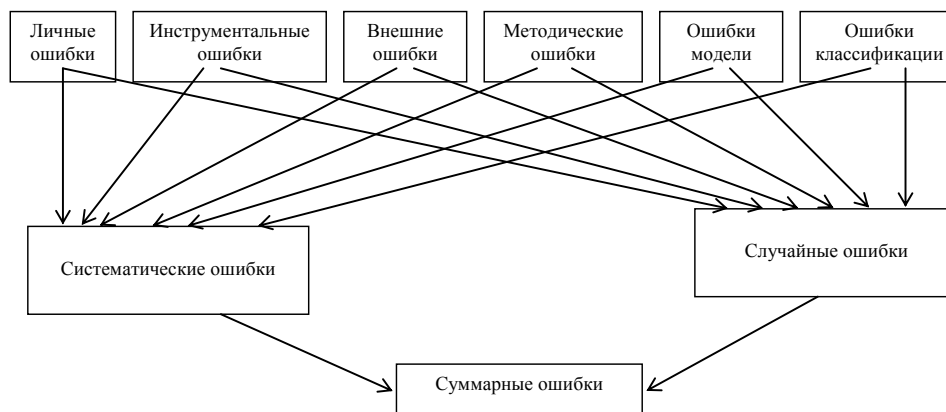 Личные
ошибки
Инструментальные
ошибки
Внешние
ошибки
Методические
ошибки
Ошибки
модели
Ошибки
классификации
Систематические ошибки
Случайные ошибки
Суммарные ошибки